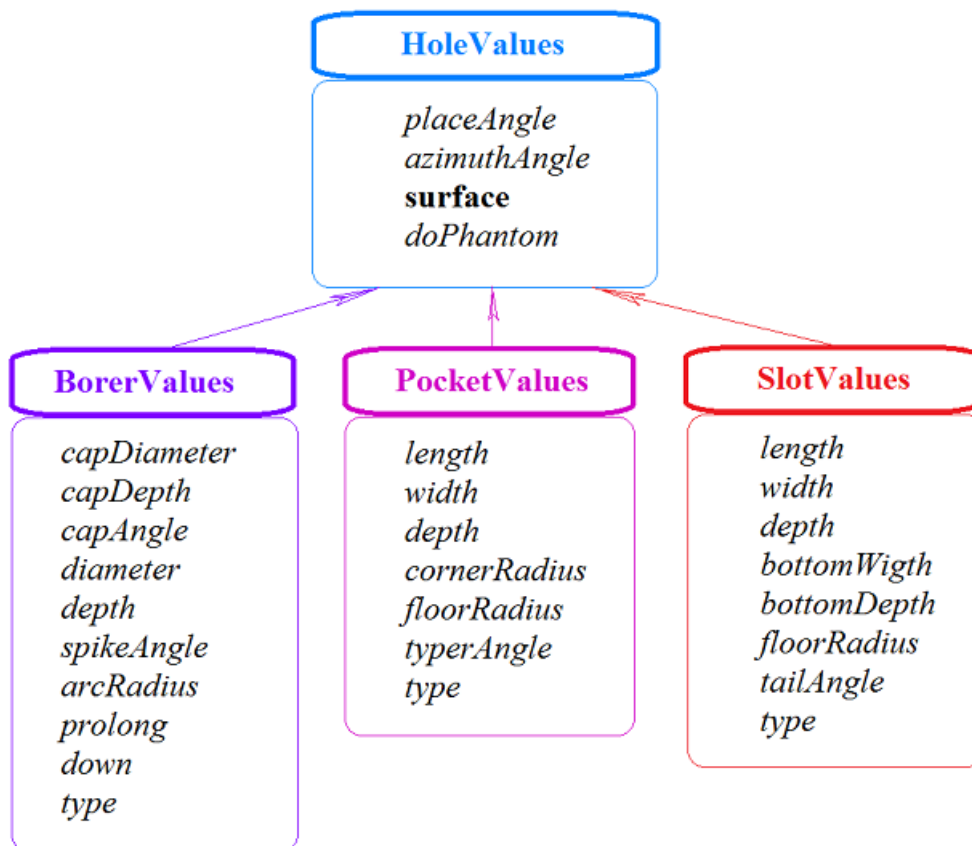 HoleValues
placeAngle
azimuthAngle
surface
doPhantom
BorerValues
capDiameter
capDepth
capAngle
diameter
depth
spikeAngle
arcRadius
prolong
down
type
PocketValues
length
width
depth
cornerRadius
floorRadius
typerAngle
type
SlotValues
length
width
depth
bottomWigth
bottomDepth
floorRadius
tailAngle
type